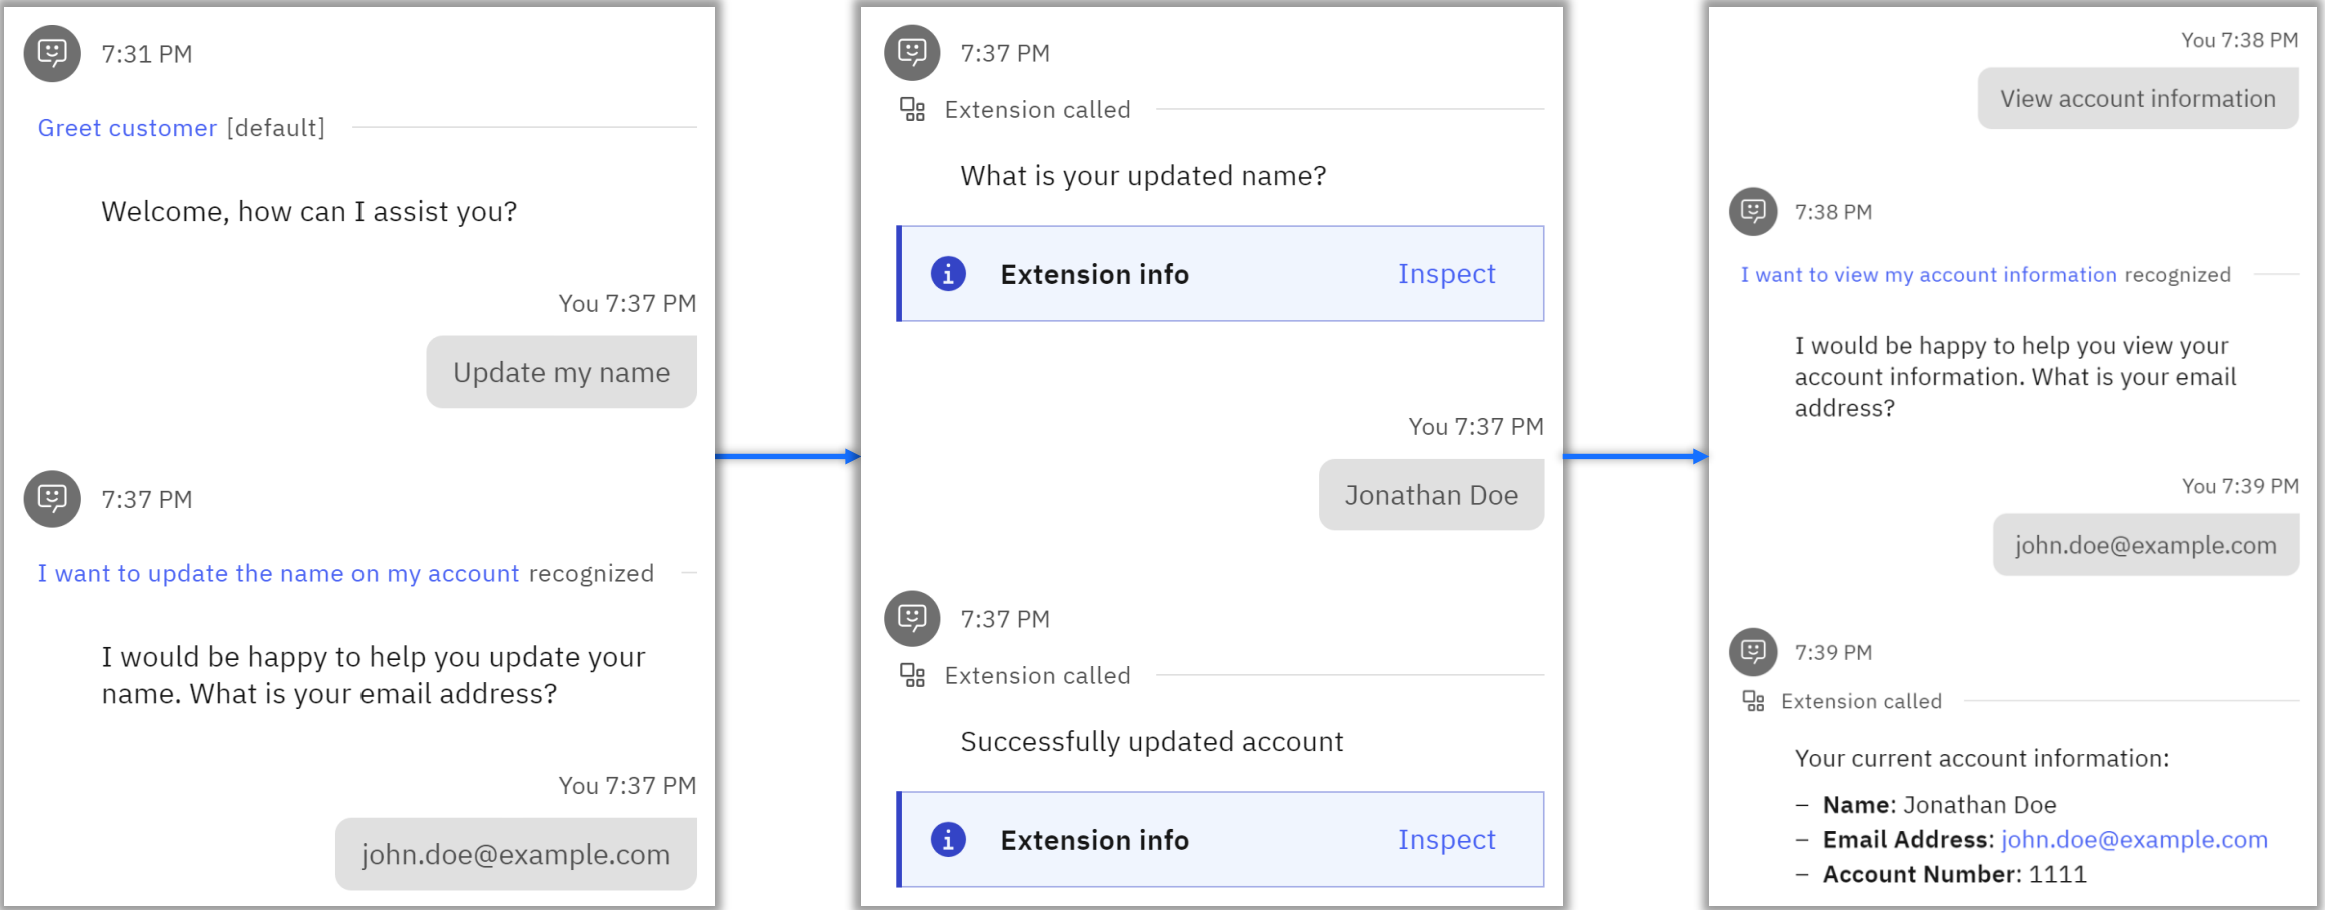 7:31 PM
Greet customer [default]
Welcome, how can I assist you?
You 7:37 PM
Update my name
7:37 PM
I want to update the name on my account recognized
I would be happy to help you update your
name. What is your email address?
You 7:37 PM
john.doe@example.com
7:37 PM
Extension called
What is your updated name?
Extension info Inspect
You 7:37 PM
Jonathan Doe
7:37 PM
Extension called
Successfully updated account
Extension info Inspect
You 7:38 PM
View account information
7:38 PM
I want to view my account information recognized
I would be happy to help you view your
account information. What is your email
address?
You 7:39 PM
john.doe@example.com
7:39 PM
Extension called
Your current account information:
– Name: Jonathan Doe
– Email Address: john.doe@example.com
– Account Number: 1111